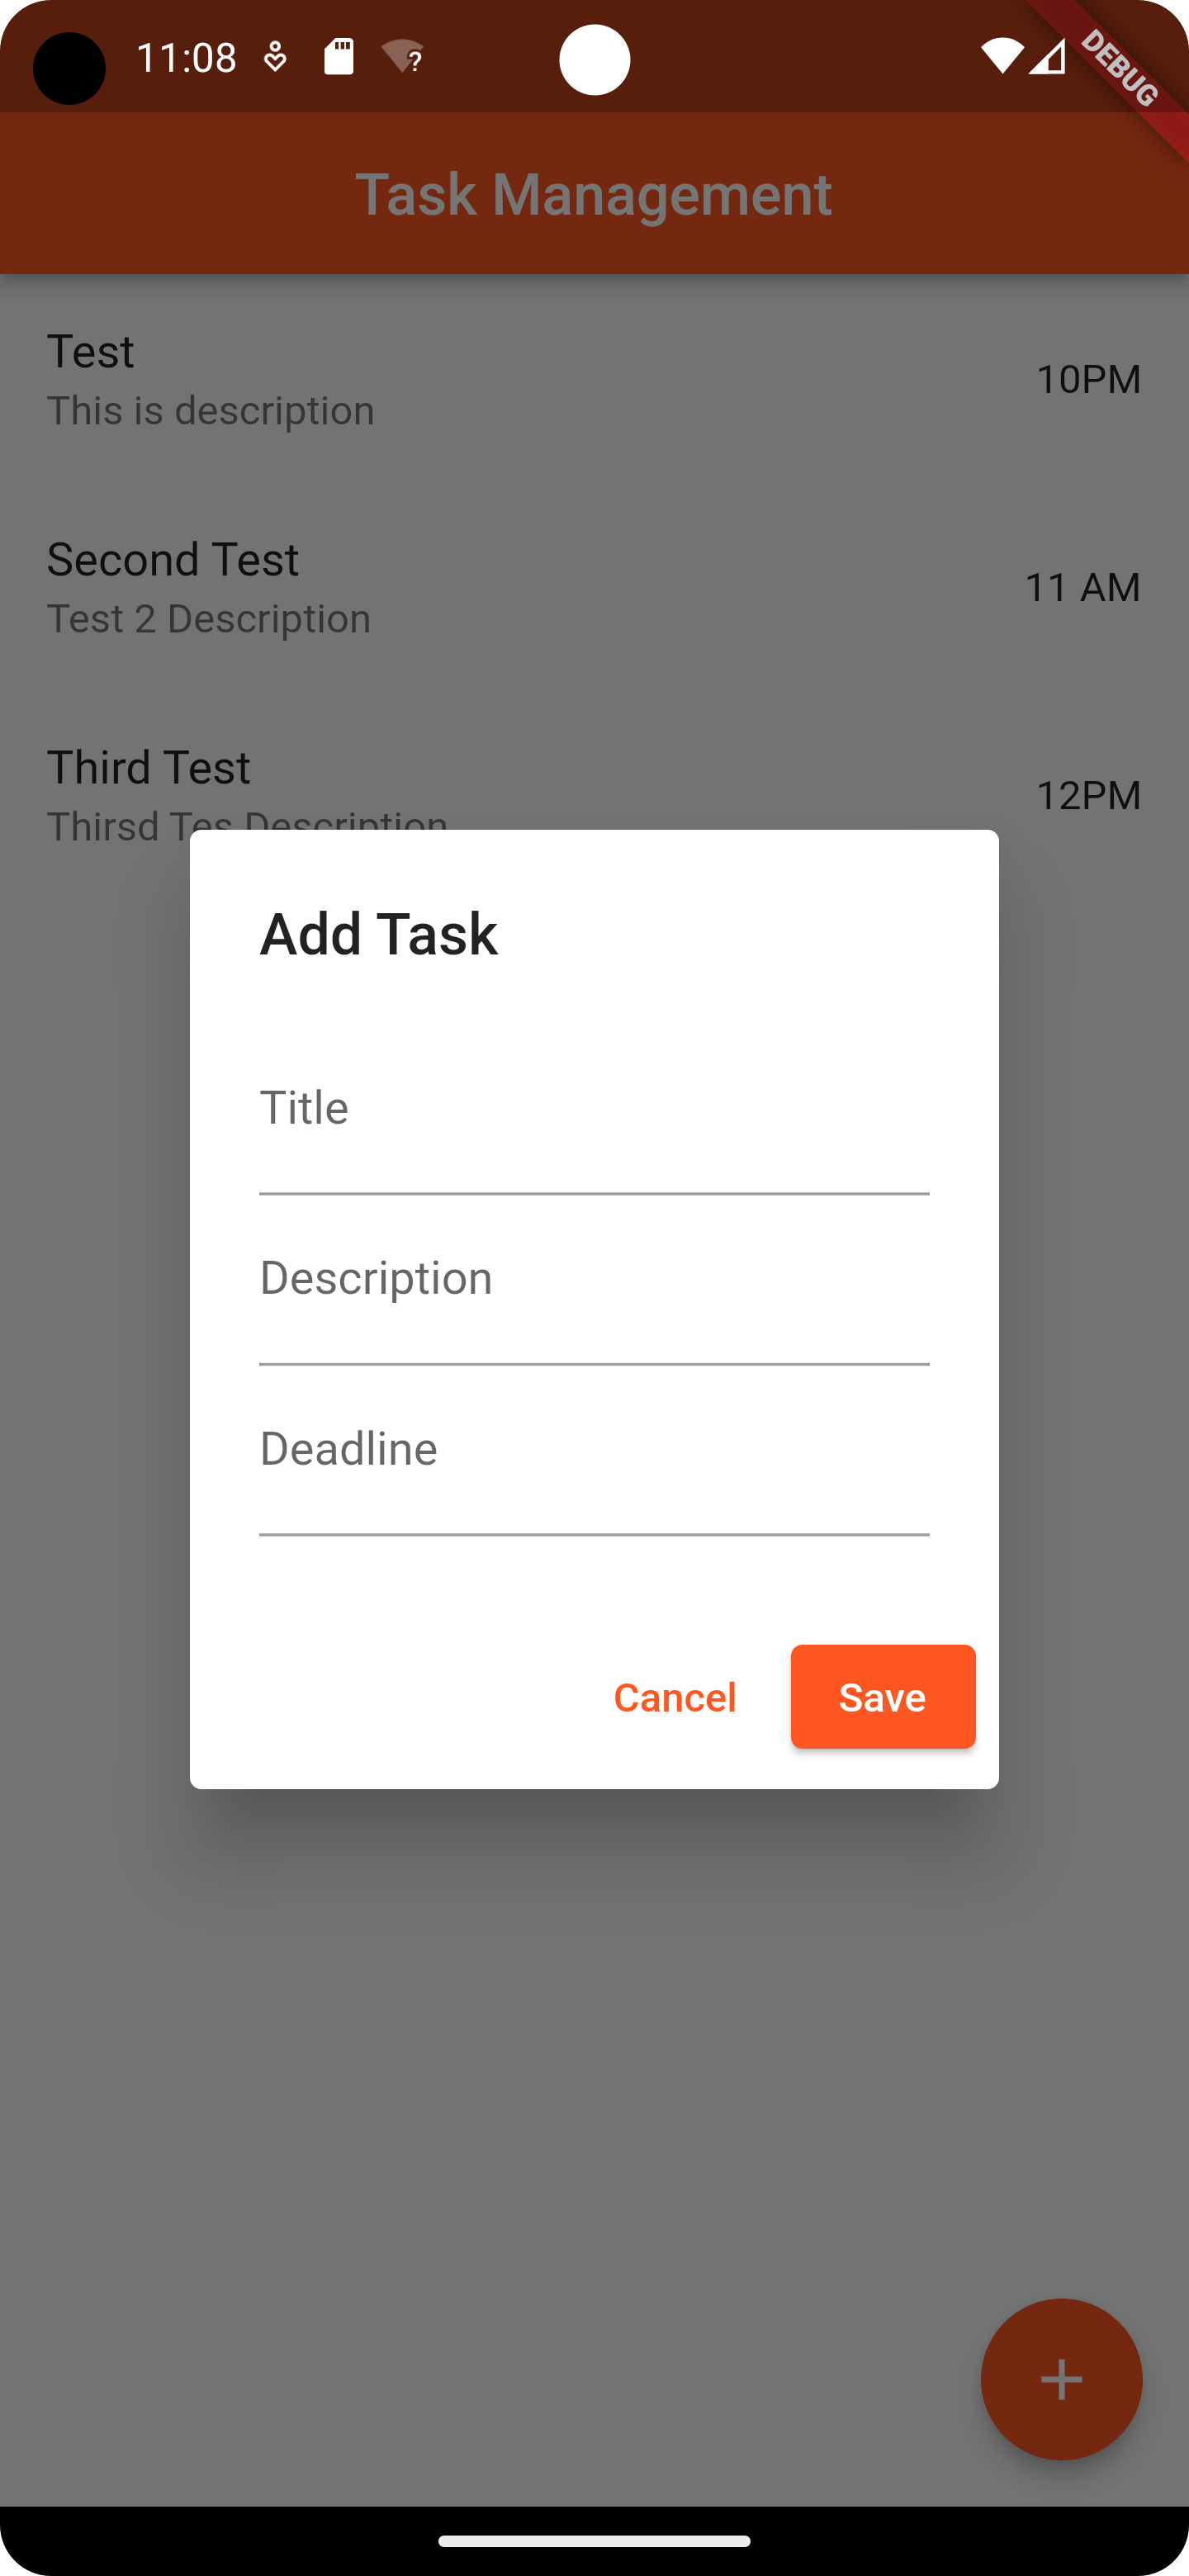 11:08
DEBUG
Task Management
Test
This is description
10PM
Second Test
Test 2 Description
11 AM
Third Test
Thirsd Tes Description
12PM
Add Task
Title
Description
Deadline
Cancel
Save